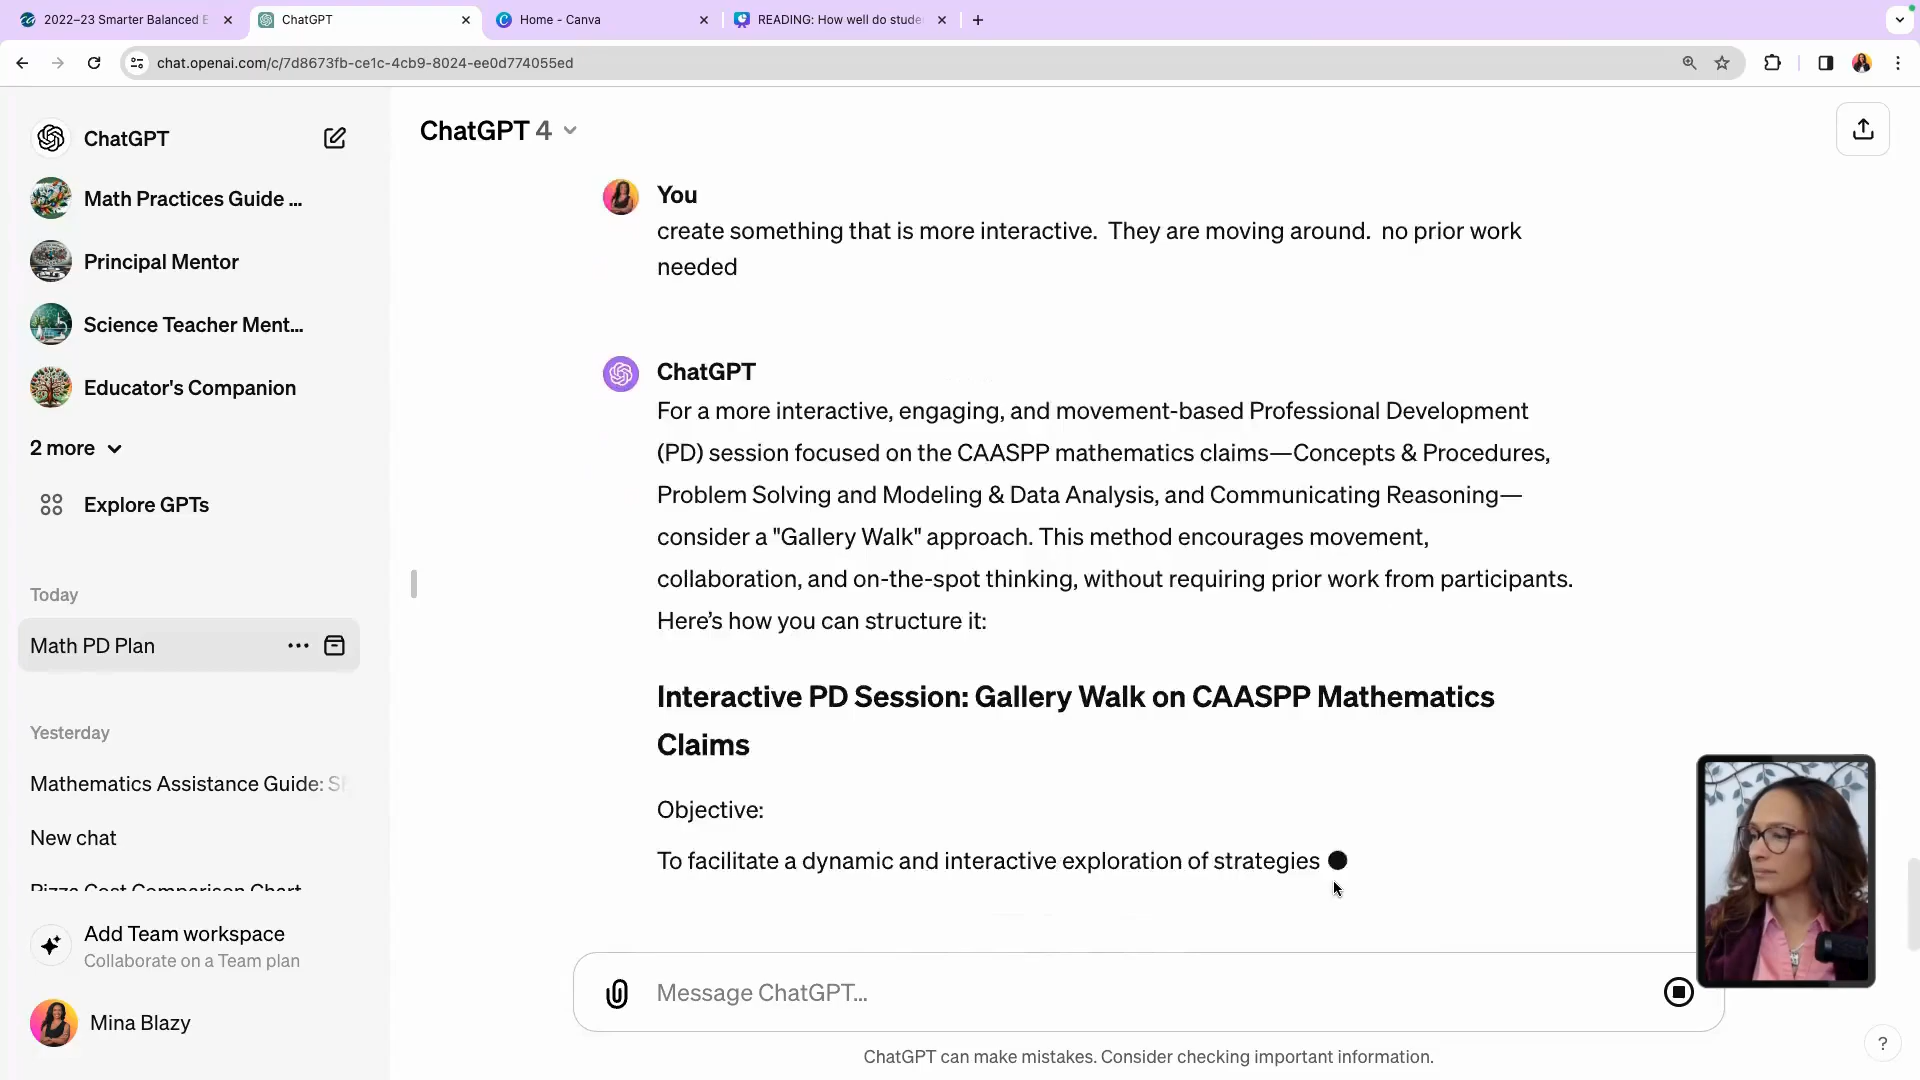 2022–23 Smarter Balanced E
ChatGPT
Home - Canva
READING: How well do stude
chat.openai.com/c/7d8673fb-ce1c-4cb9-8024-ee0d774055ed
ChatGPT
Math Practices Guide ...
Principal Mentor
Science Teacher Ment...
Educator's Companion
2 more
Explore GPTs
Today
Math PD Plan
Yesterday
Mathematics Assistance Guide: S
New chat
Pizza Cost Comparison Chart
Add Team workspace
Collaborate on a Team plan
Mina Blazy
ChatGPT 4
You
create something that is more interactive. They are moving around. no prior work
needed
ChatGPT
For a more interactive, engaging, and movement-based Professional Development
(PD) session focused on the CAASPP mathematics claims—Concepts & Procedures,
Problem Solving and Modeling & Data Analysis, and Communicating Reasoning—
consider a "Gallery Walk" approach. This method encourages movement,
collaboration, and on-the-spot thinking, without requiring prior work from participants.
Here’s how you can structure it:
Interactive PD Session: Gallery Walk on CAASPP Mathematics
Claims
Objective:
To facilitate a dynamic and interactive exploration of strategies
Message ChatGPT...
ChatGPT can make mistakes. Consider checking important information.
?